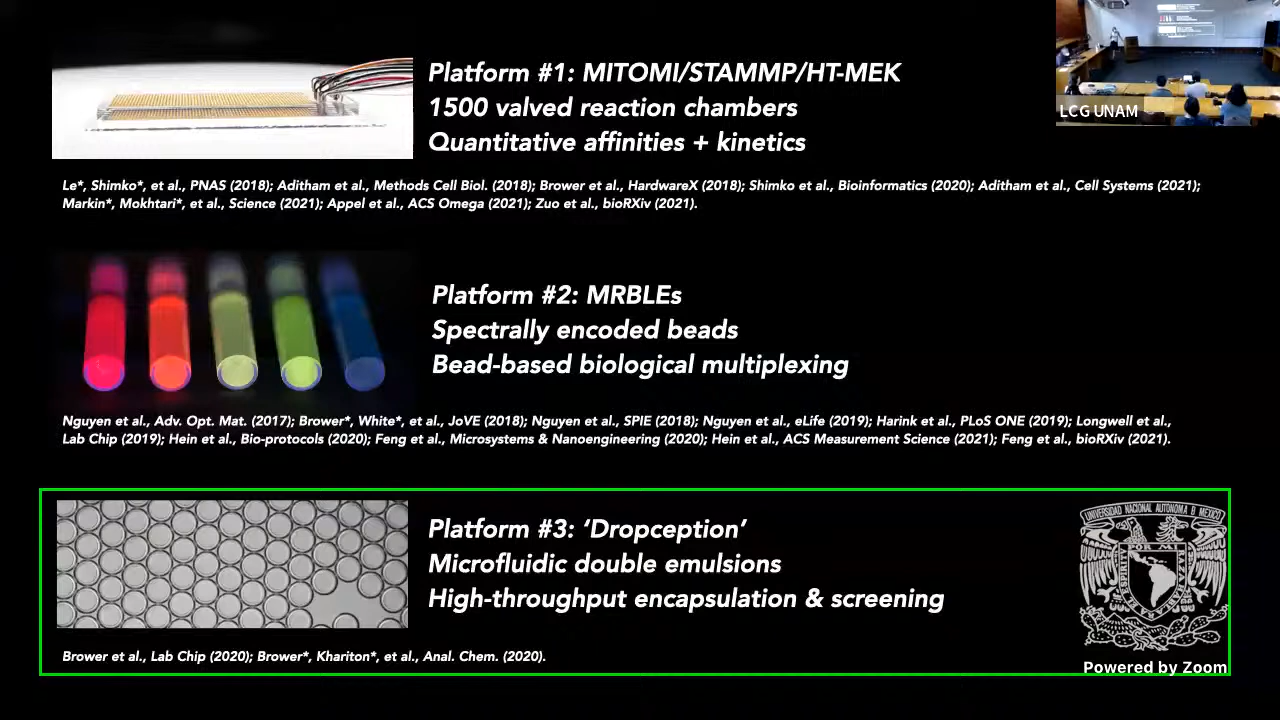 Platform #1: MITOMI/STAMMP/HT-MEK
1500 valved reaction chambers
Quantitative affinities + kinetics
LCG UNAM
Le*, Shimko*, et al., PNAS (2018); Aditham et al., Methods Cell Biol. (2018); Brower et al., HardwareX (2018); Shimko et al., Bioinformatics (2020); Aditham et al., Cell Systems (2021);
Markin*, Mokhtari*, et al., Science (2021); Appel et al., ACS Omega (2021); Zuo et al., bioRXiv (2021).
Platform #2: MRBLEs
Spectrally encoded beads
Bead-based biological multiplexing
Nguyen et al., Adv. Opt. Mat. (2017); Brower*, White*, et al., JoVE (2018); Nguyen et al., SPIE (2018); Nguyen et al., eLife (2019); Harink et al., PLoS ONE (2019); Longwell et al.,
Lab Chip (2019); Hein et al., Bio-protocols (2020); Feng et al., Microsystems & Nanoengineering (2020); Hein et al., ACS Measurement Science (2021); Feng et al., bioRXiv (2021).
Platform #3: ‘Dropception’
Microfluidic double emulsions
High-throughput encapsulation & screening
Brower et al., Lab Chip (2020); Brower*, Khariton*, et al., Anal. Chem. (2020).
UNIVERSIDAD NACIONAL AUTONOMA
MEXICO
POR MI
Powered by Zoom